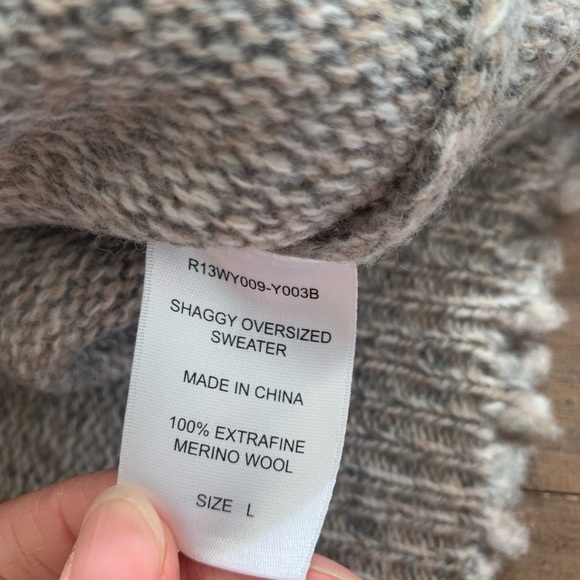 R13WY009-Y003B
SHAGGY OVERSIZED
SWEATER
MADE IN CHINA
100% EXTRAFINE
MERINO WOOL
SIZE L